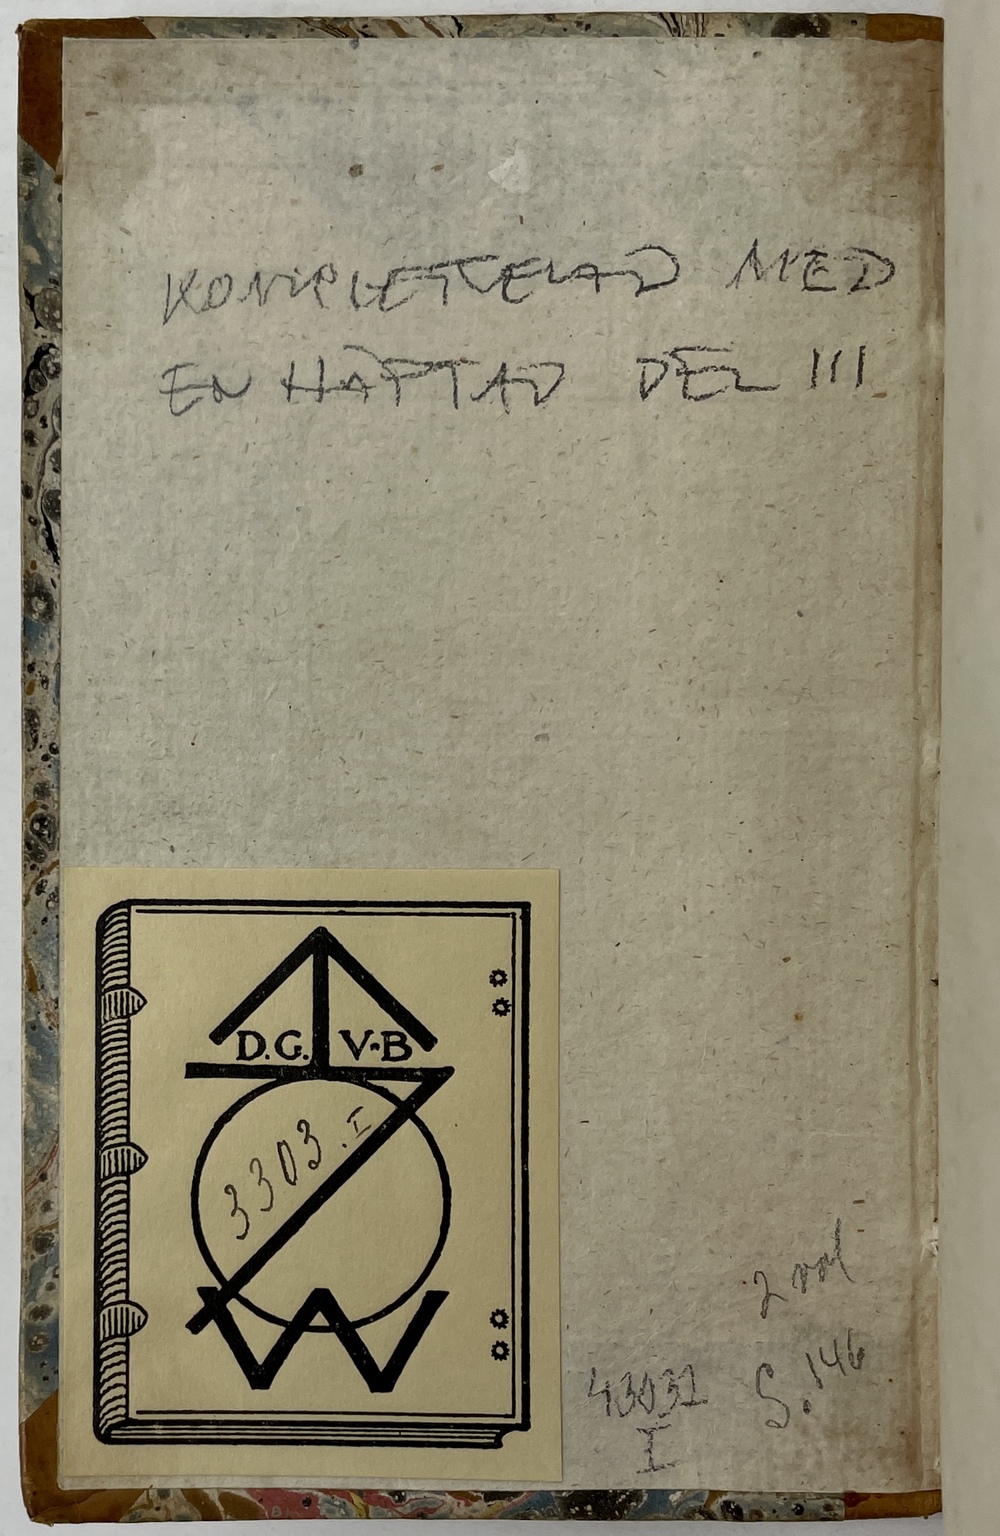 KOMPLETTERAD MED
EN HÄFTAD DEL III
D.G. V-B
3303.I
2 vol
43031
I
S. 146